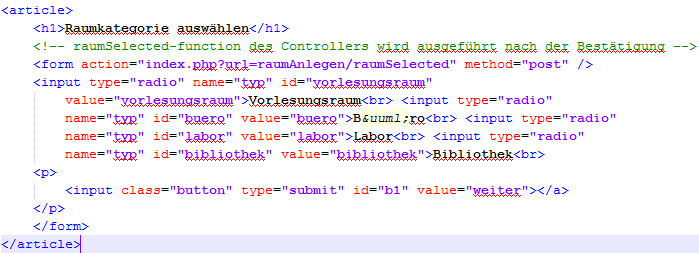 <article>
<h1>Raumkategorie auswählen</h1>
<!-- raumSelected-function des Controllers wird ausgeführt nach der Bestätigung -->
<form action="index.php?url=raumAnlegen/raumSelected" method="post" />
<input type="radio" name="typ" id="vorlesungsraum"
value="vorlesungsraum">Vorlesungsraum<br> <input type="radio"
name="typ" id="buero" value="buero">B&uuml;ro<br> <input type="radio"
name="typ" id="labor" value="labor">Labor<br> <input type="radio"
name="typ" id="bibliothek" value="bibliothek">Bibliothek<br>
<p>
<input class="button" type="submit" id="b1" value="weiter"></a>
</p>
</form>
</article>